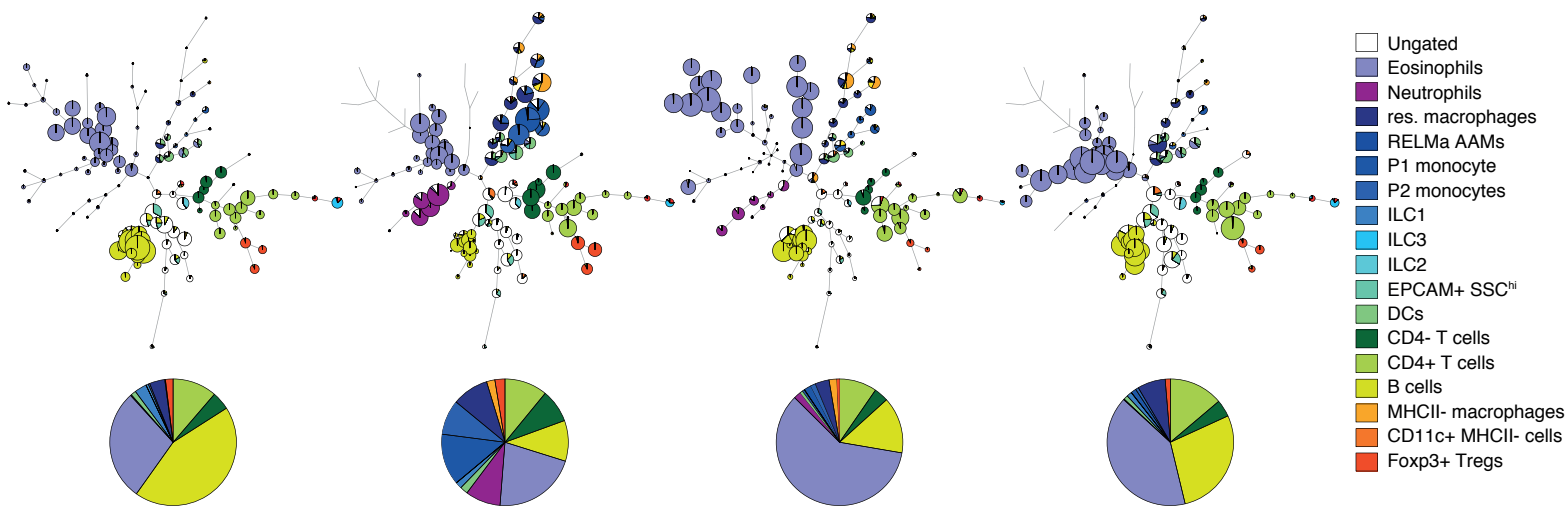 Ungated
Eosinophils
Neutrophils
res. macrophages
RELMa AAMs
P1 monocyte
P2 monocytes
ILC1
ILC3
ILC2
EPCAM+ SSCʰⁱ
DCs
CD4- T cells
CD4+ T cells
B cells
MHCII- macrophages
CD11c+ MHCII- cells
Foxp3+ Tregs